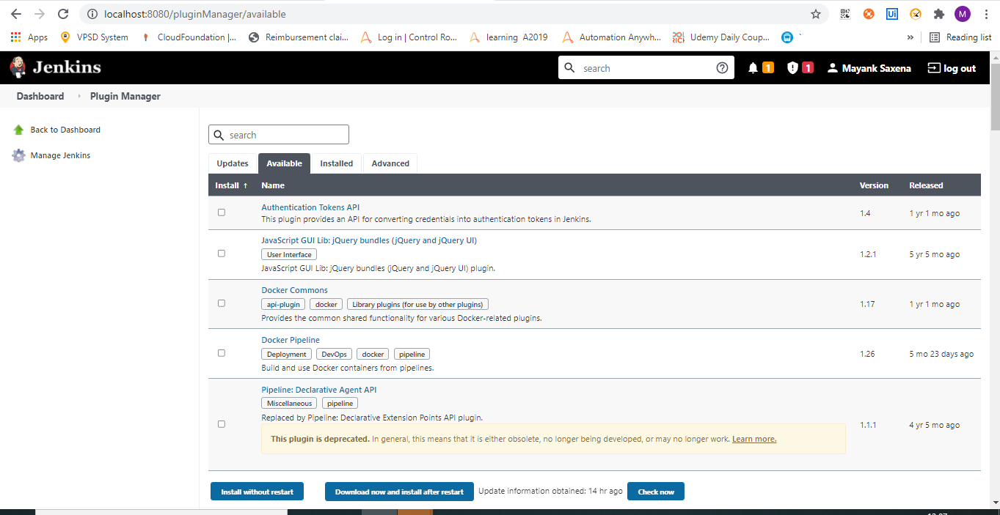 localhost:8080/pluginManager/available
M
Apps VPSD System CloudFoundation |... Reimbursement clai... Log in | Control Ro... learning A2019 Automation Anywh... Udemy Daily Coup... ` » Reading list
Jenkins search 1 1 Mayank Saxena log out
Dashboard Plugin Manager
Back to Dashboard
Manage Jenkins
search
Updates Available Installed Advanced
Install ↑ Name Version Released
Authentication Tokens API
This plugin provides an API for converting credentials into authentication tokens in Jenkins.
1.4 1 yr 1 mo ago
JavaScript GUI Lib: jQuery bundles (jQuery and jQuery UI)
User Interface
JavaScript GUI Lib: jQuery bundles (jQuery and jQuery UI) plugin.
1.2.1 5 yr 5 mo ago
Docker Commons
api-plugin docker Library plugins (for use by other plugins)
Provides the common shared functionality for various Docker-related plugins.
1.17 1 yr 1 mo ago
Docker Pipeline
Deployment DevOps docker pipeline
Build and use Docker containers from pipelines.
1.26 5 mo 23 days ago
Pipeline: Declarative Agent API
Miscellaneous pipeline
Replaced by Pipeline: Declarative Extension Points API plugin.
This plugin is deprecated. In general, this means that it is either obsolete, no longer being developed, or may no longer work. Learn more.
1.1.1 4 yr 5 mo ago
Install without restart Download now and install after restart Update information obtained: 14 hr ago Check now